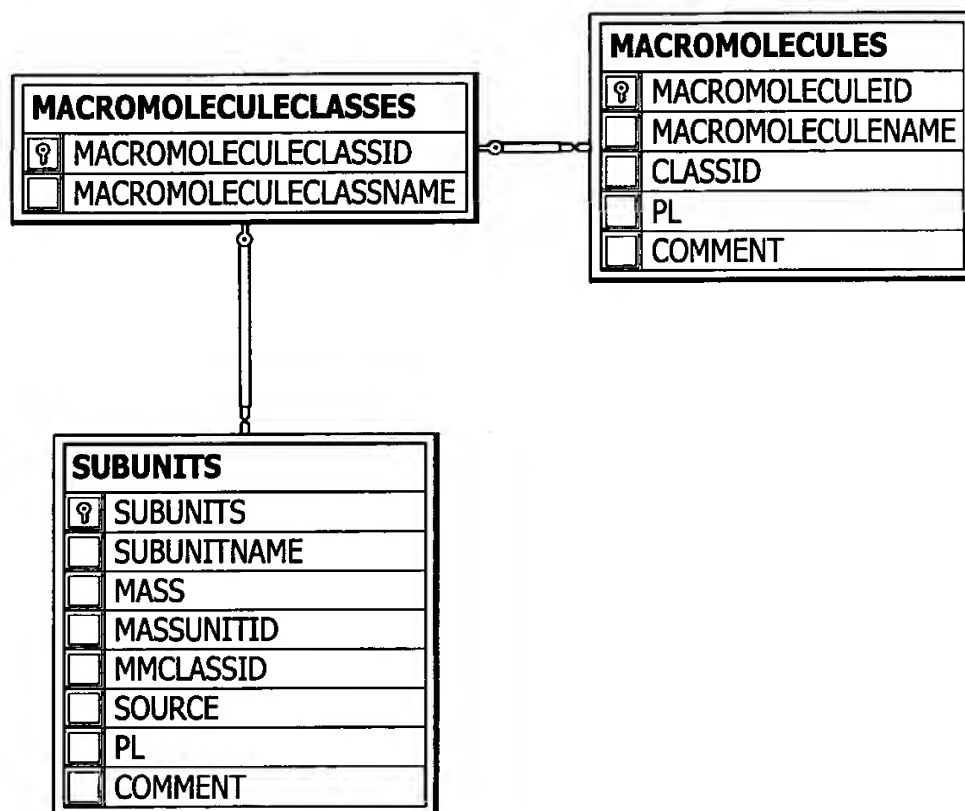 MACROMOLECULES
MACROMOLECULEID
MACROMOLECULENAME
CLASSID
PL
COMMENT
MACROMOLECULECLASSES
MACROMOLECULECLASSID
MACROMOLECULECLASSNAME
SUBUNITS
SUBUNITS
SUBUNITNAME
MASS
MASSUNITID
MMCLASSID
SOURCE
PL
COMMENT